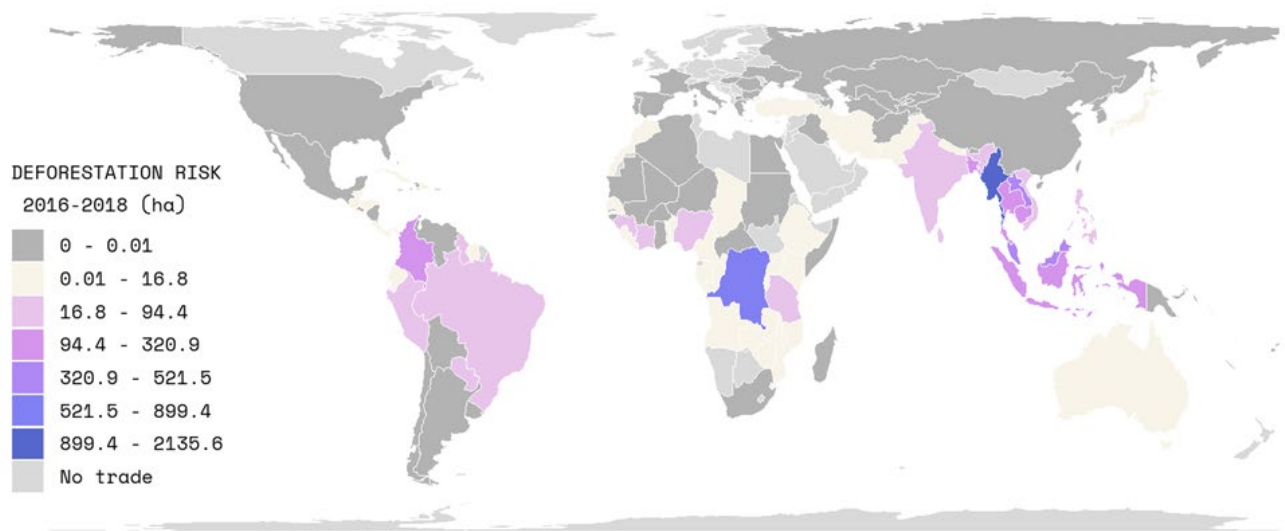 DEFORESTATION RISK
2016-2018 (ha)
0 - 0.01
0.01 - 16.8
16.8 - 94.4
94.4 - 320.9
320.9 - 521.5
521.5 - 899.4
899.4 - 2135.6
No trade